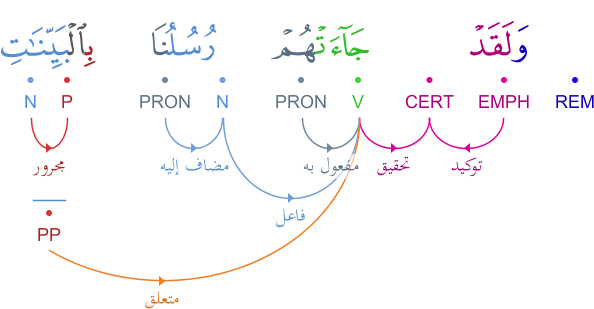 وَلَقَدۡ جَآءَتۡهُمۡ رُسُلُنَا بِٱلۡبَيِّنَٰتِ
REM EMPH CERT V PRON N PRON P N
توكيد تحقيق مفعول به مضاف إليه مجرور
فاعل
PP
متعلق